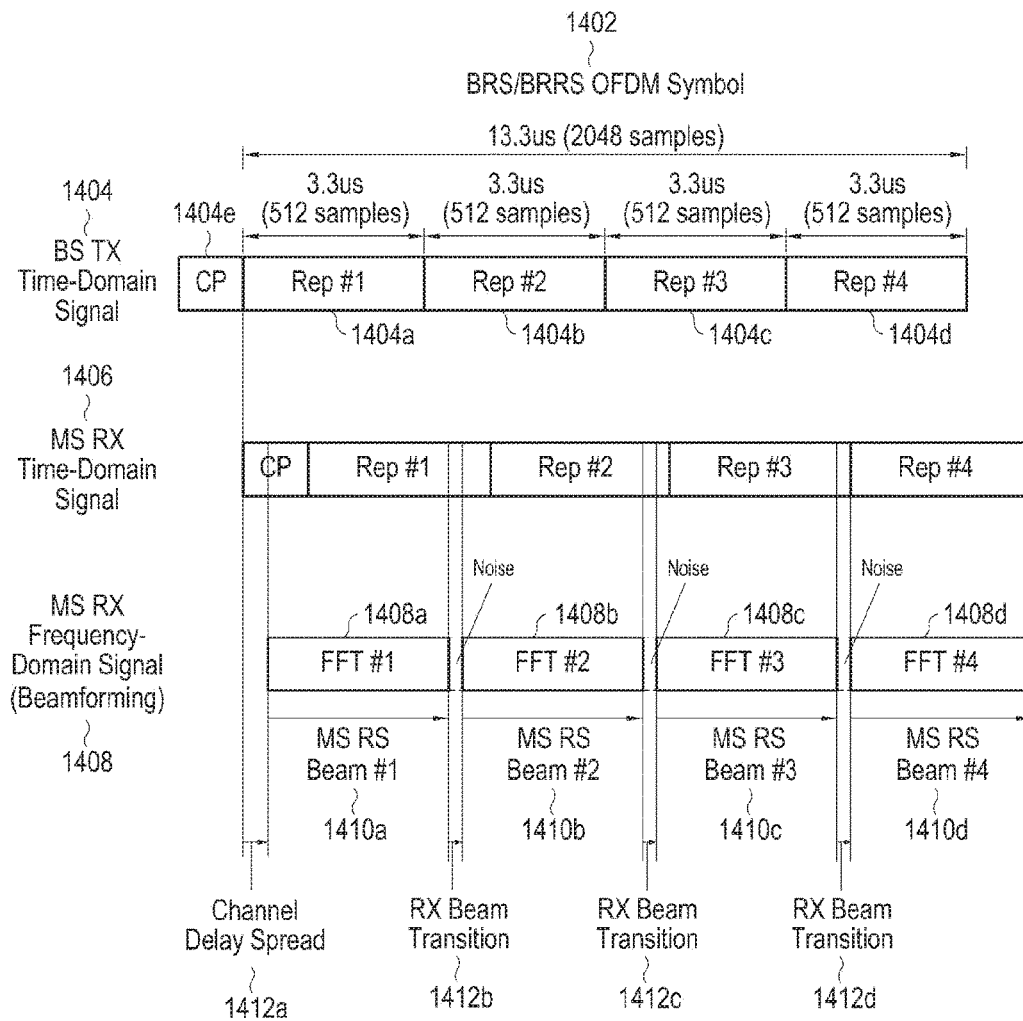 1402
BRS/BRRS OFDM Symbol
13.3us (2048 samples)
3.3us
(512 samples)
3.3us
(512 samples)
3.3us
(512 samples)
3.3us
(512 samples)
1404
BS TX
Time-Domain
Signal
1404e
CP
Rep #1
Rep #2
Rep #3
Rep #4
1404a
1404b
1404c
1404d
1406
MS RX
Time-Domain
Signal
CP
Rep #1
Rep #2
Rep #3
Rep #4
Noise
Noise
Noise
MS RX
Frequency-
Domain Signal
(Beamforming)
1408
1408a
1408b
1408c
1408d
FFT #1
FFT #2
FFT #3
FFT #4
MS RS
Beam #1
MS RS
Beam #2
MS RS
Beam #3
MS RS
Beam #4
1410a
1410b
1410c
1410d
Channel
Delay Spread
RX Beam
Transition
RX Beam
Transition
RX Beam
Transition
1412a
1412b
1412c
1412d